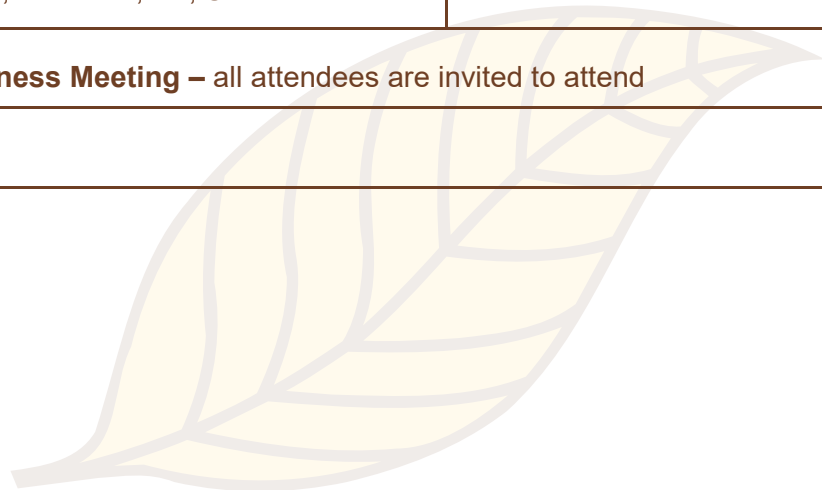 ness Meeting – all attendees are invited to attend